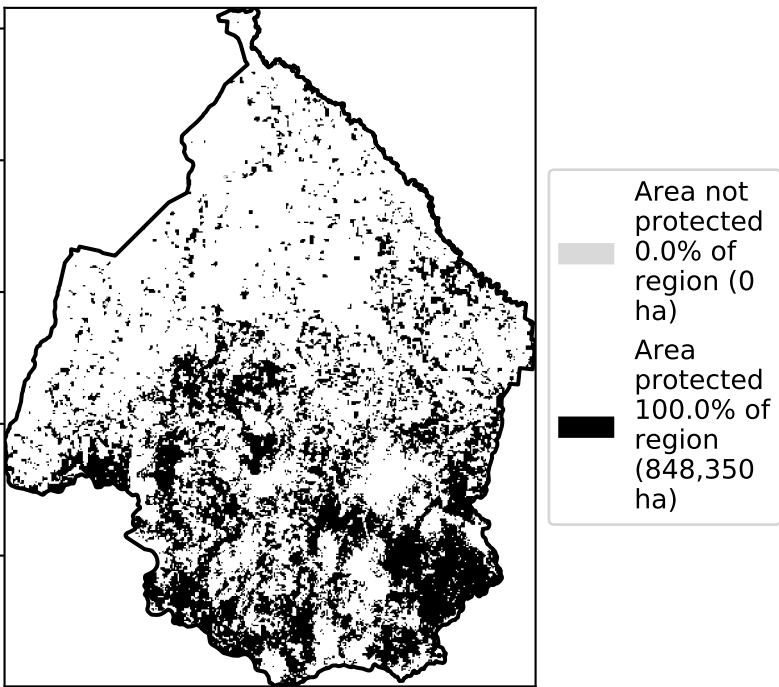 Area not
protected
0.0% of
region (0
ha)
Area
protected
100.0% of
region
(848,350
ha)